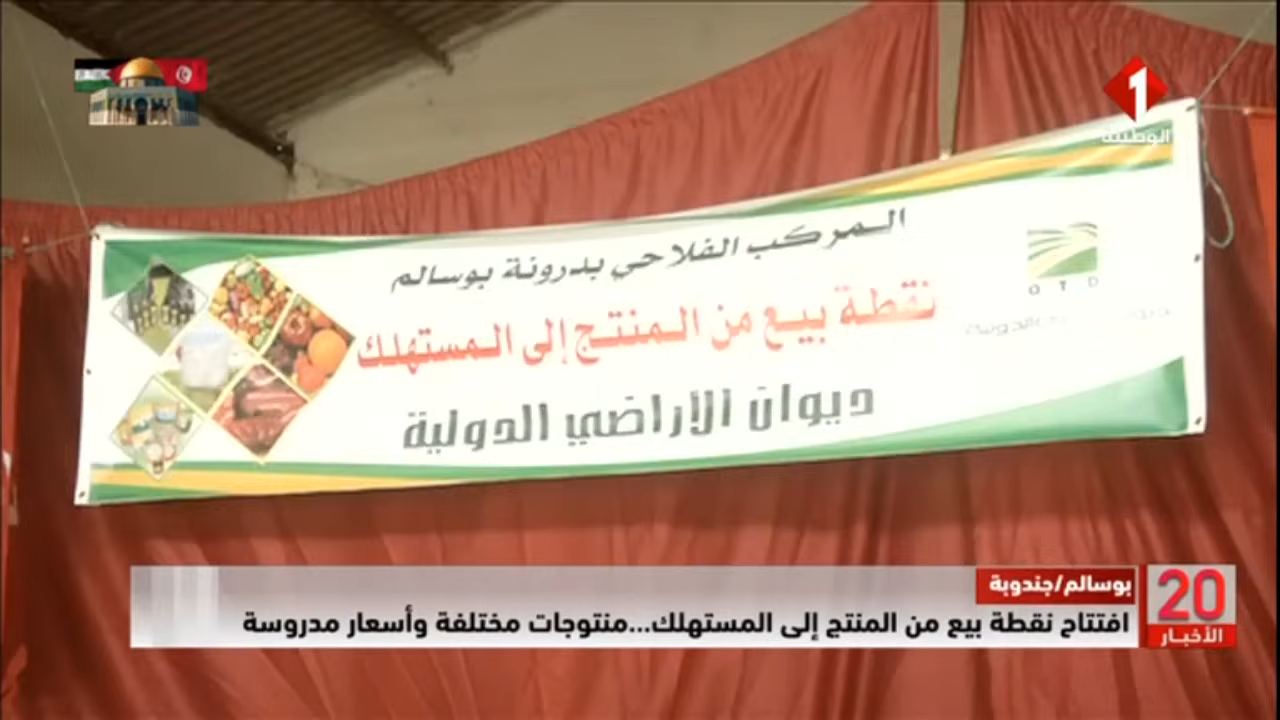 1
الوطنية
المركب الفلاحي بدرونة بوسالم
نقطة بيع من المنتج إلى المستهلك
ديوان الاراضي الدولية
OTD
بوسالم/جندوبة
افتتاح نقطة بيع من المنتج إلى المستهلك...منتوجات مختلفة وأسعار مدروسة
20
الأخبار